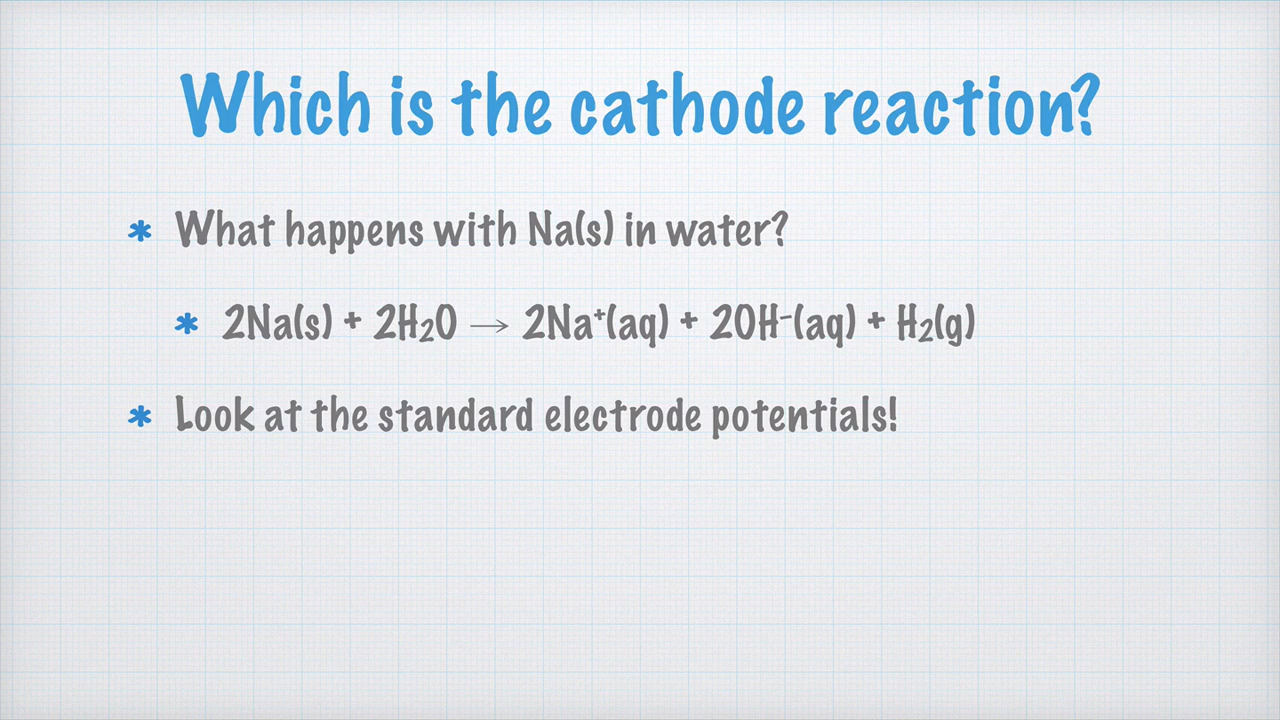 Which is the cathode reaction?
* What happens with Na(s) in water?
* 2Na(s) + 2H₂O → 2Na⁺(aq) + 2OH⁻(aq) + H₂(g)
* Look at the standard electrode potentials!